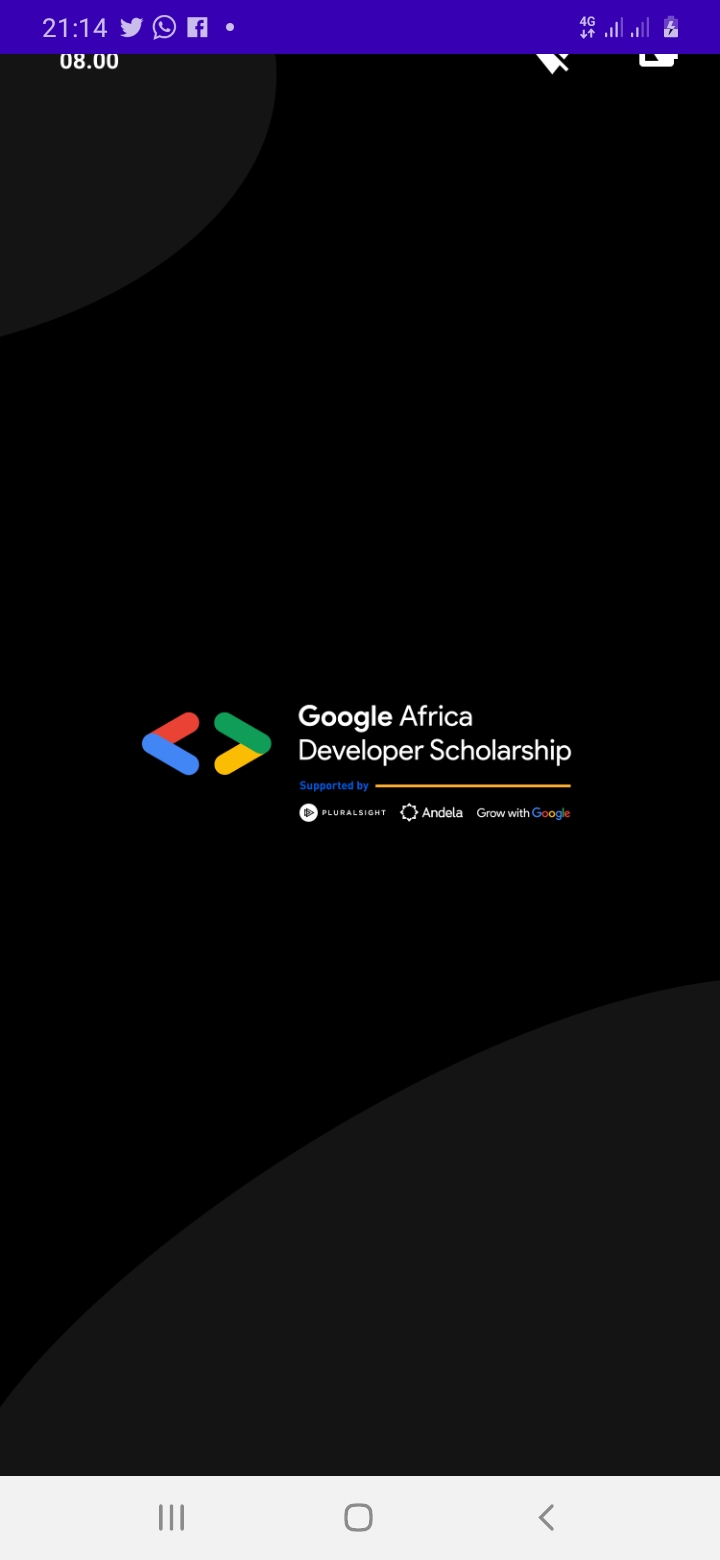 21:14
4G
08.00
Google Africa
Developer Scholarship
Supported by
PLURALSIGHT Andela Grow with Google